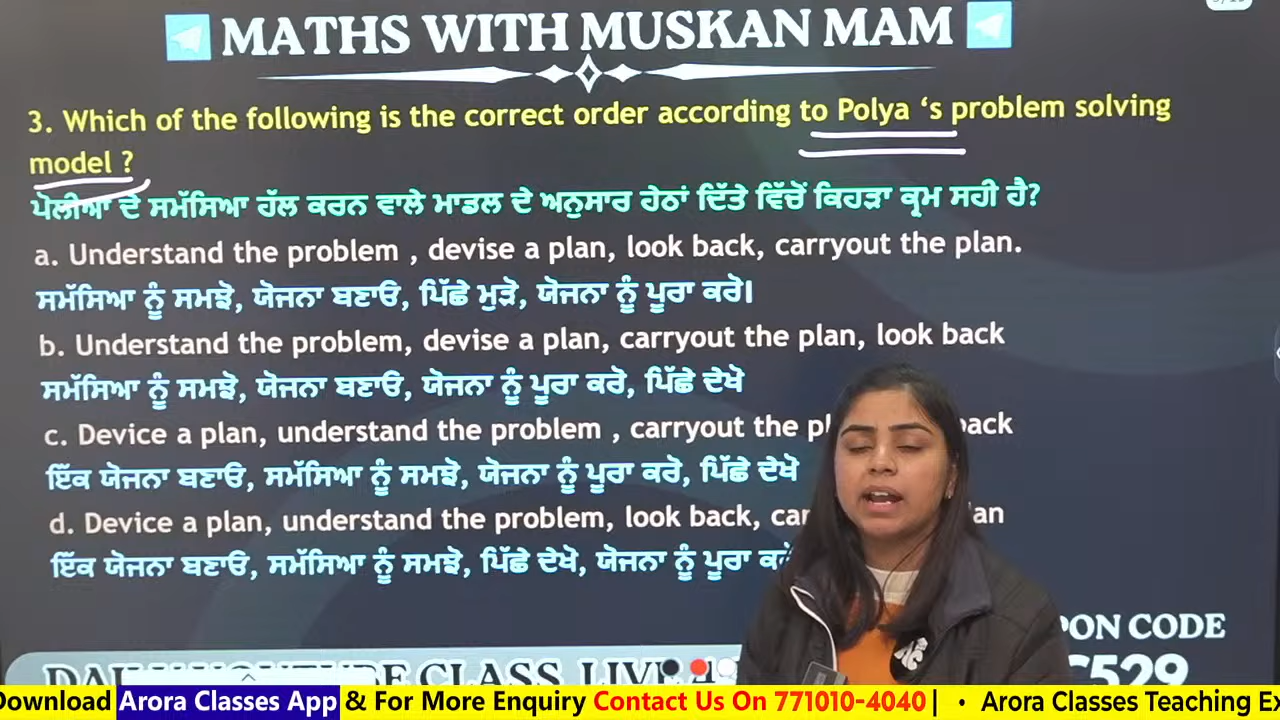 MATHS WITH MUSKAN MAM
3. Which of the following is the correct order according to Polya ‘s problem solving
model ?
ਪੋਲੀਆ ਦੇ ਸਮੱਸਿਆ ਹੱਲ ਕਰਨ ਵਾਲੇ ਮਾਡਲ ਦੇ ਅਨੁਸਾਰ ਹੇਠਾਂ ਦਿੱਤੇ ਵਿੱਚੋਂ ਕਿਹੜਾ ਕ੍ਰਮ ਸਹੀ ਹੈ?
a. Understand the problem , devise a plan, look back, carryout the plan.
ਸਮੱਸਿਆ ਨੂੰ ਸਮਝੋ, ਯੋਜਨਾ ਬਣਾਓ, ਪਿੱਛੇ ਮੁੜੋ, ਯੋਜਨਾ ਨੂੰ ਪੂਰਾ ਕਰੋ।
b. Understand the problem, devise a plan, carryout the plan, look back
ਸਮੱਸਿਆ ਨੂੰ ਸਮਝੋ, ਯੋਜਨਾ ਬਣਾਓ, ਯੋਜਨਾ ਨੂੰ ਪੂਰਾ ਕਰੋ, ਪਿੱਛੇ ਦੇਖੋ
c. Device a plan, understand the problem , carryout the
ਇੱਕ ਯੋਜਨਾ ਬਣਾਓ, ਸਮੱਸਿਆ ਨੂੰ ਸਮਝੋ, ਯੋਜਨਾ ਨੂੰ ਪੂਰਾ ਕਰੋ, ਪਿੱਛੇ ਦੇਖੋ
d. Device a plan, understand the problem, look back,
ਇੱਕ ਯੋਜਨਾ ਬਣਾਓ, ਸਮੱਸਿਆ ਨੂੰ ਸਮਝੋ, ਪਿੱਛੇ ਦੇਖੋ, ਯੋਜਨਾ ਨੂੰ ਪੂਰਾ
CODE
CLASS LIVE
Download Arora Classes App & For More Enquiry Contact Us On 771010-4040 | • Arora Classes Teaching